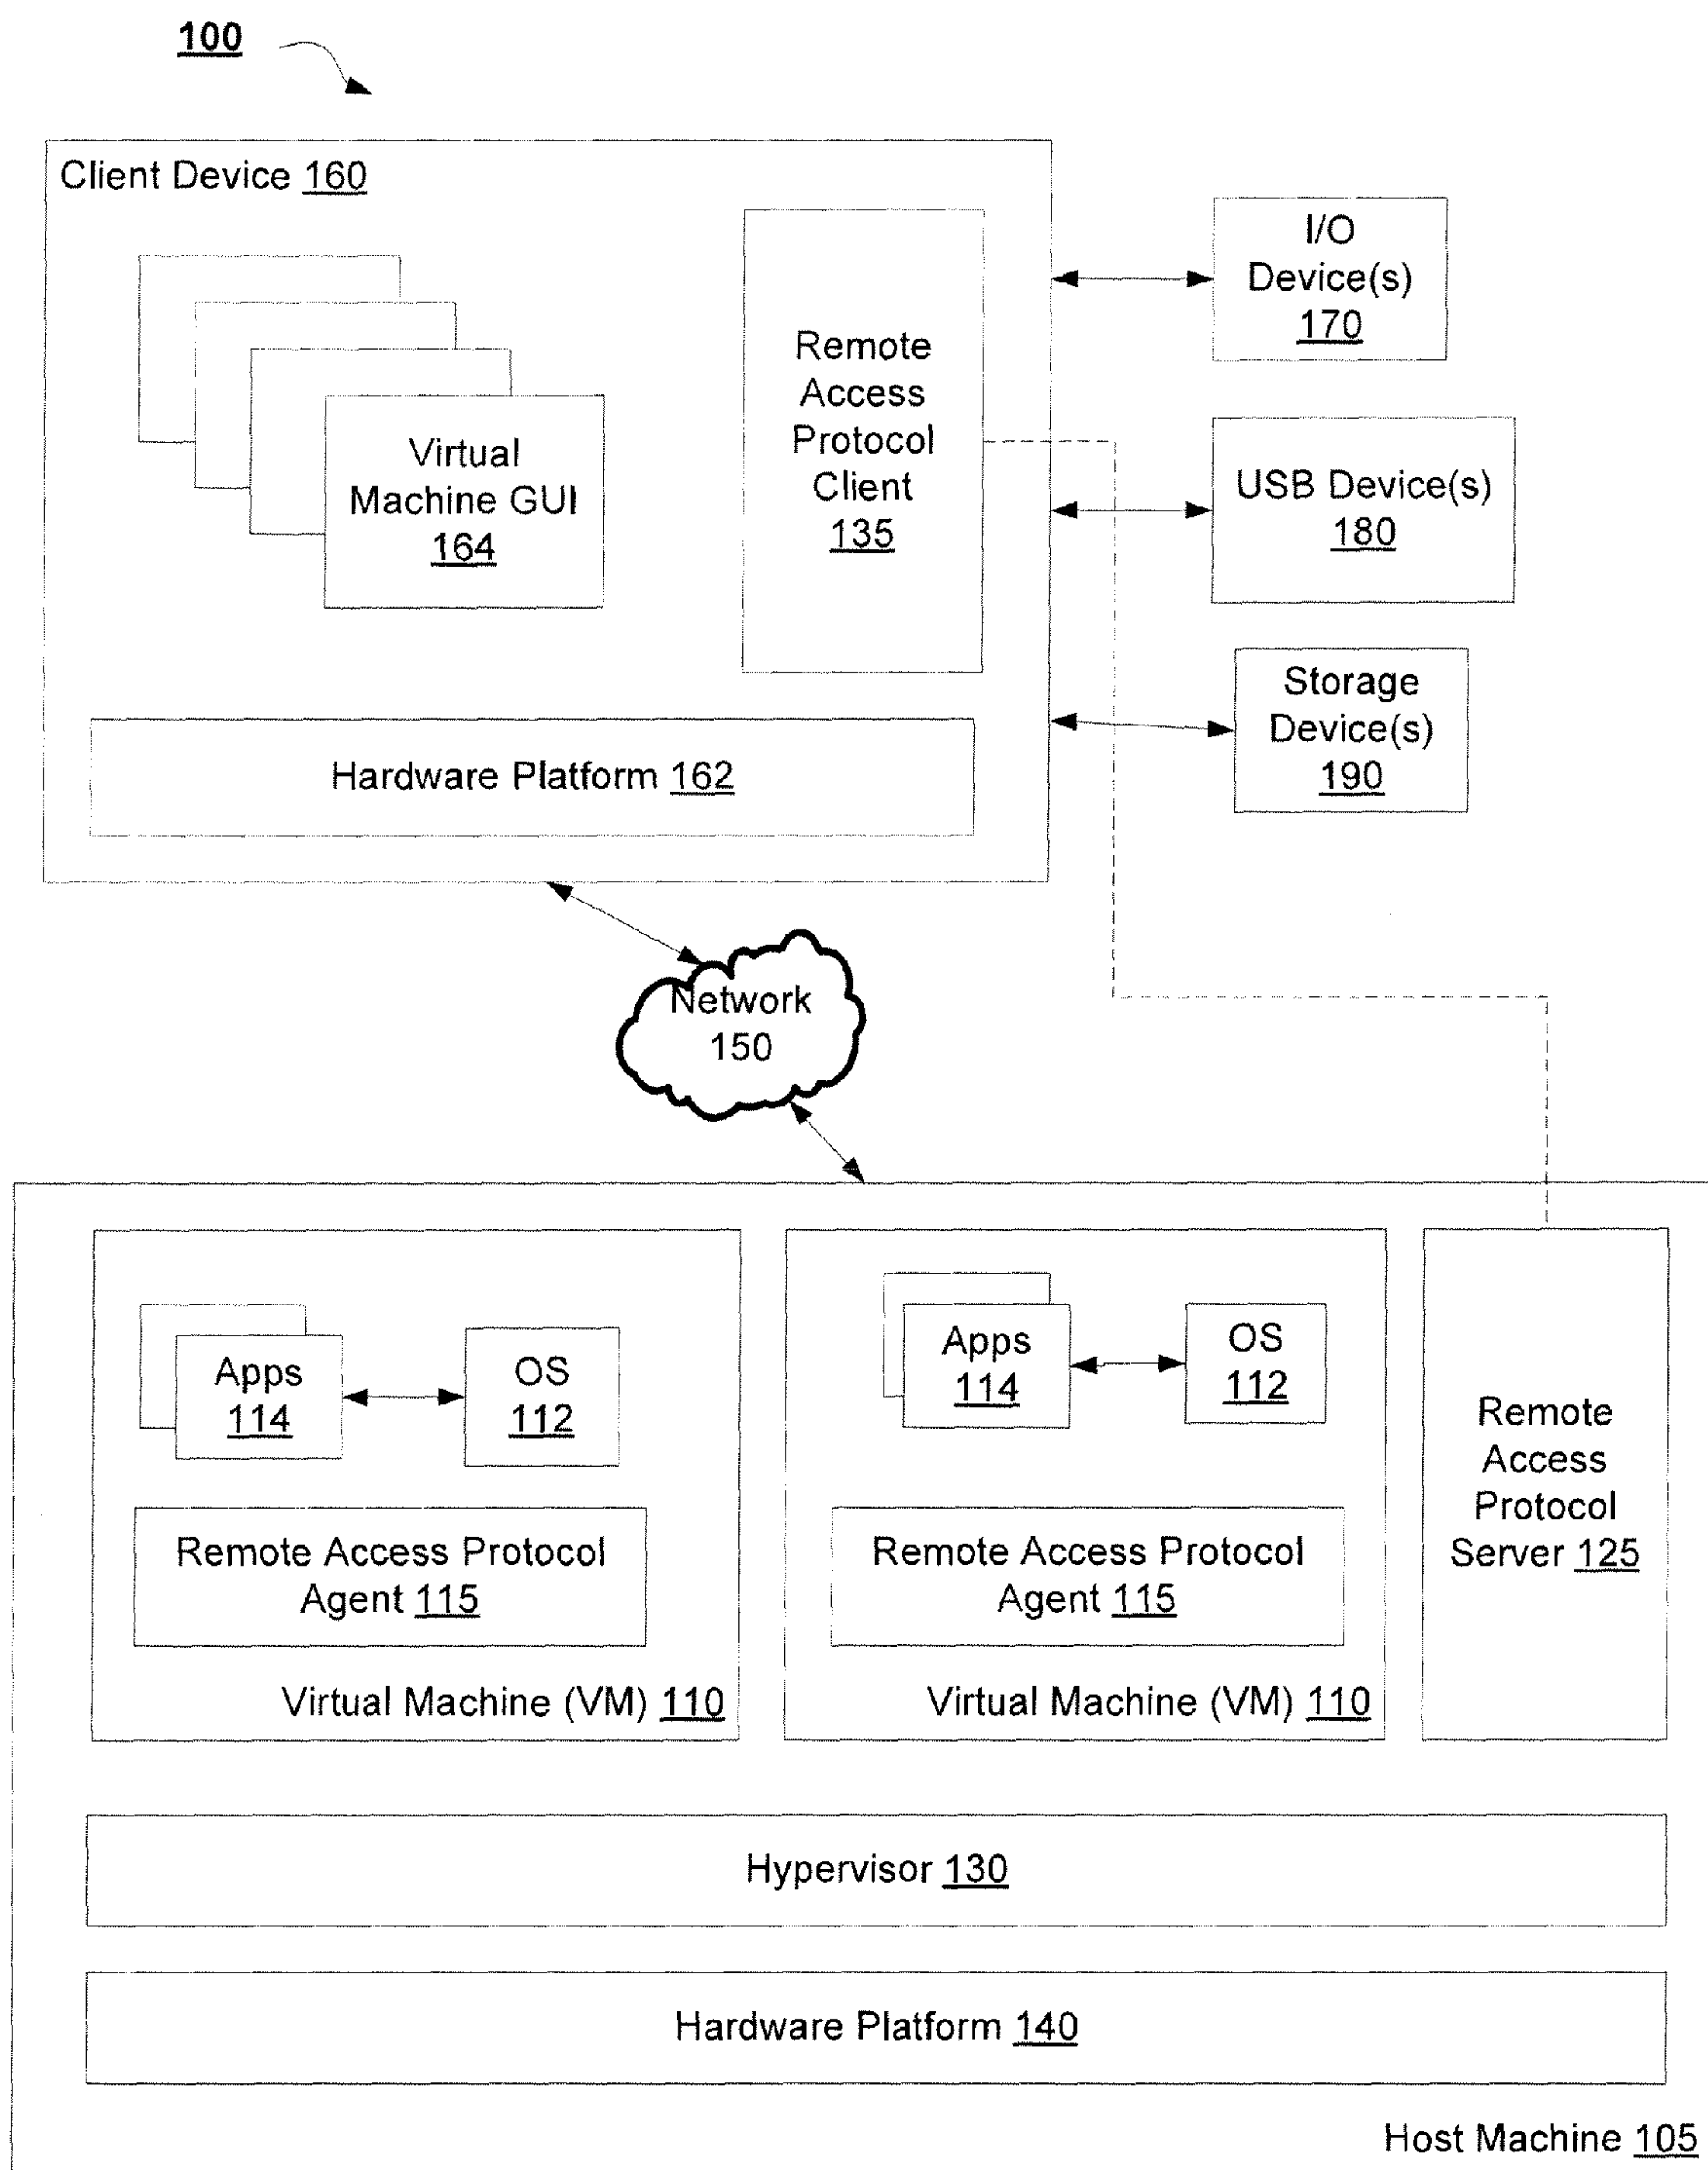 100
Client Device 160
Virtual
Machine GUI
164
Remote
Access
Protocol
Client
135
Hardware Platform 162
I/O
Device(s)
170
USB Device(s)
180
Storage
Device(s)
190
Network
150
Apps
114
OS
112
Remote Access Protocol
Agent 115
Virtual Machine (VM) 110
Apps
114
OS
112
Remote Access Protocol
Agent 115
Virtual Machine (VM) 110
Remote
Access
Protocol
Server 125
Hypervisor 130
Hardware Platform 140
Host Machine 105